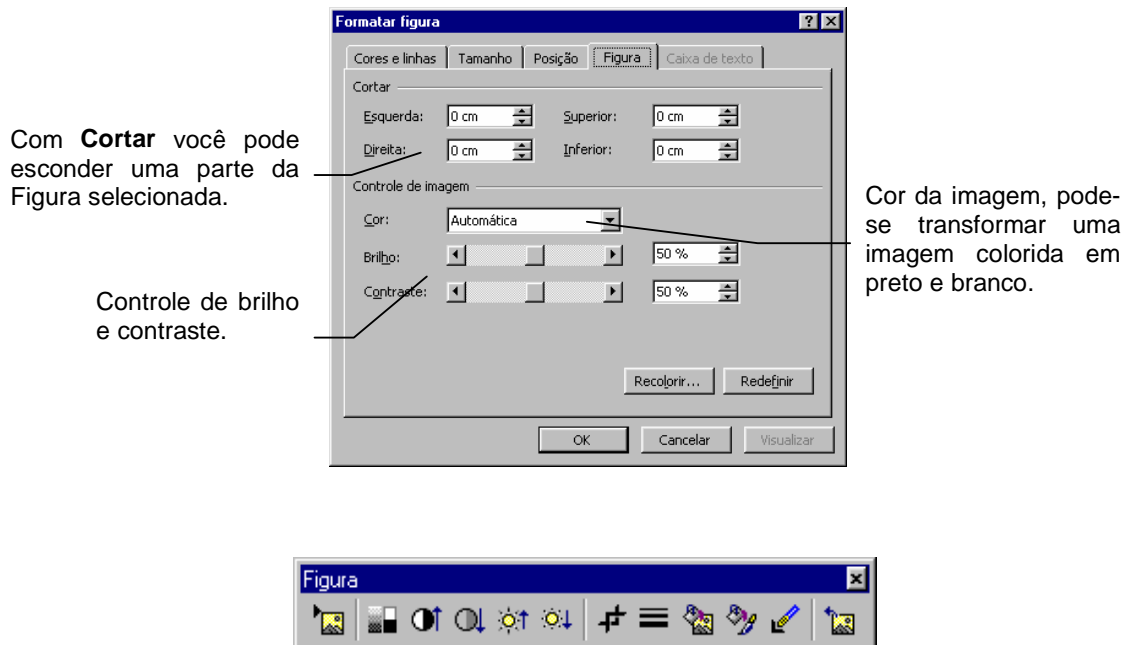 Formatar figura
Cores e linhas Tamanho Posição Figura Caixa de texto
Cortar
Esquerda: 0 cm Superior: 0 cm
Direita: 0 cm Inferior: 0 cm
Com Cortar você pode
esconder uma parte da
Figura selecionada.
Controle de imagem
Cor: Automática
Brilho: 50 %
Contraste: 50 %
Cor da imagem, pode-
se transformar uma
imagem colorida em
preto e branco.
Controle de brilho
e contraste.
Recolorir... Redefinir
OK Cancelar Visualizar
Figura